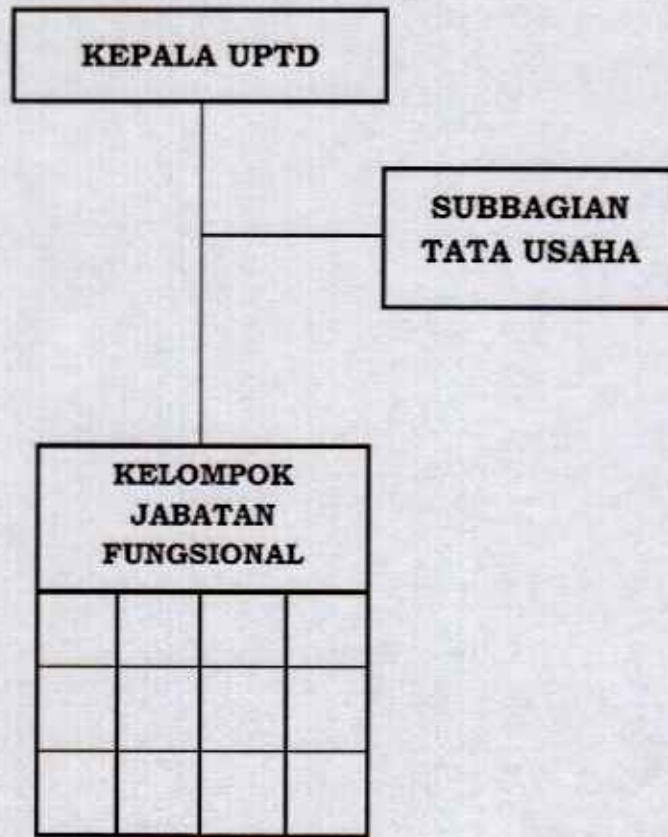 KEPALA UPTD
SUBBAGIAN
TATA USAHA
KELOMPOK
JABATAN
FUNGSIONAL